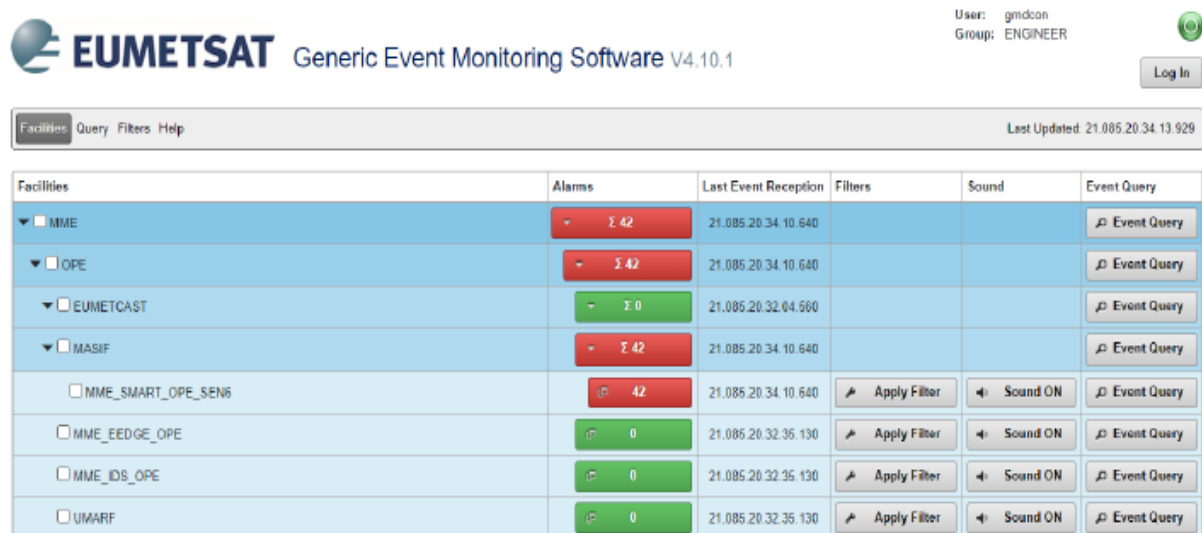 User: gmdcon
Group: ENGINEER
EUMETSAT Generic Event Monitoring Software V4.10.1
Log In
Facilities Query Filters Help Last Updated: 21.085.20.34.13.929
Facilities Alarms Last Event Reception Filters Sound Event Query
MME Σ 42 21.085.20.34.10.640 Event Query
OPE Σ 42 21.085.20.34.10.640 Event Query
EUMETCAST Σ 0 21.085.20.32.04.560 Event Query
MASIF Σ 42 21.085.20.34.10.640 Event Query
MME_SMART_OPE_SEN6 42 21.085.20.34.10.640 Apply Filter Sound ON Event Query
MME_EEDGE_OPE 0 21.085.20.32.35.130 Apply Filter Sound ON Event Query
MME_IDS_OPE 0 21.085.20.32.35.130 Apply Filter Sound ON Event Query
UMARF 0 21.085.20.32.35.130 Apply Filter Sound ON Event Query